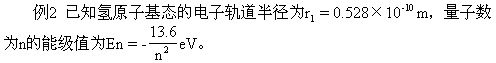 例2 已知氢原子基态的电子轨道半径为r₁=0.528×10⁻¹⁰m，量子数
为n的能级值为En=-13.6/n² eV。